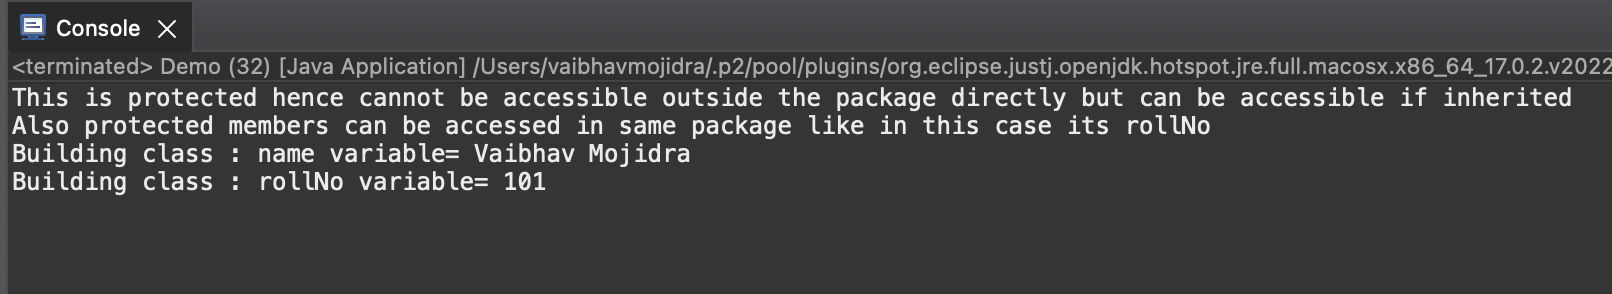 Console
<terminated> Demo (32) [Java Application] /Users/vaibhavmojidra/.p2/pool/plugins/org.eclipse.justj.openjdk.hotspot.jre.full.macosx.x86_64_17.0.2.v2022
This is protected hence cannot be accessible outside the package directly but can be accessible if inherited
Also protected members can be accessed in same package like in this case its rollNo
Building class : name variable= Vaibhav Mojidra
Building class : rollNo variable= 101